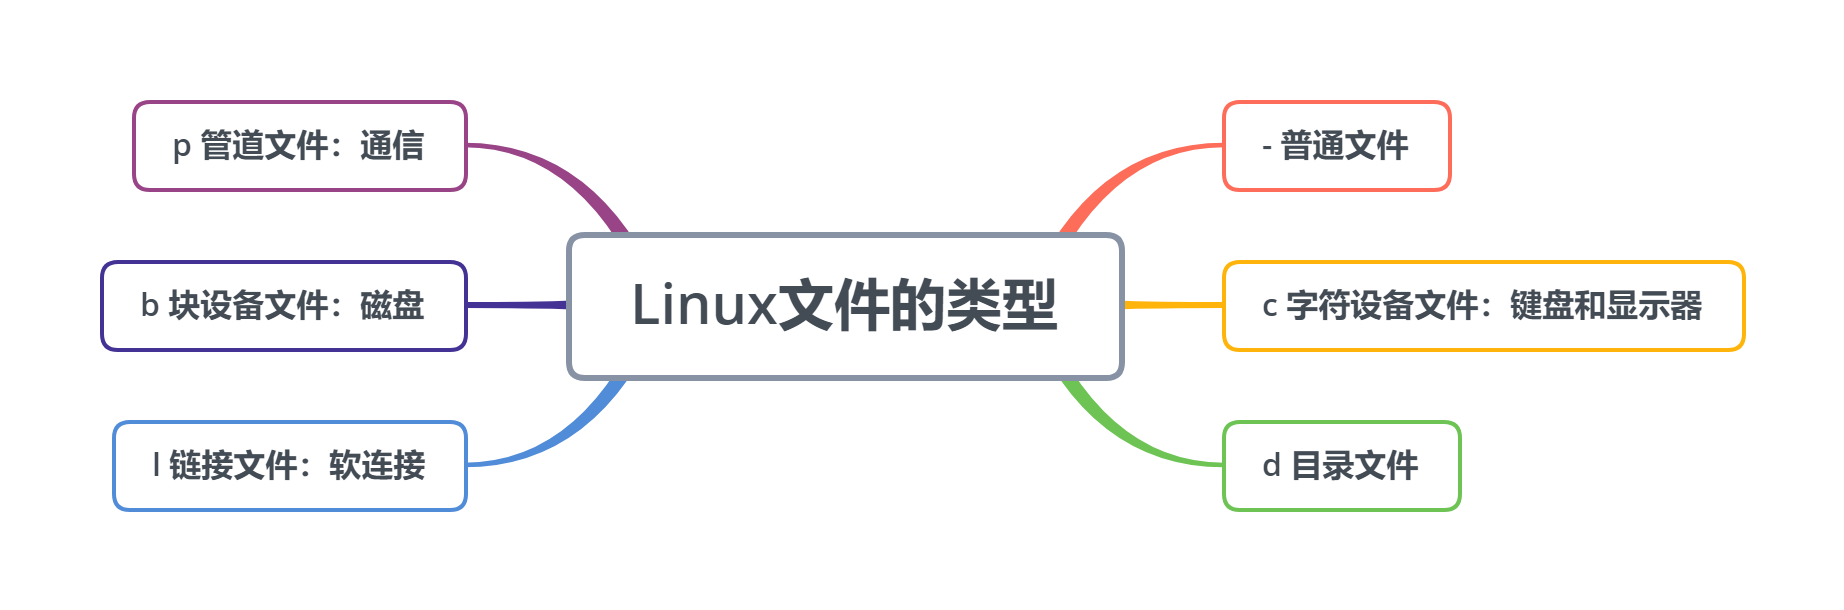 Linux文件的类型
- 普通文件
c 字符设备文件：键盘和显示器
d 目录文件
p 管道文件：通信
b 块设备文件：磁盘
l 链接文件：软连接